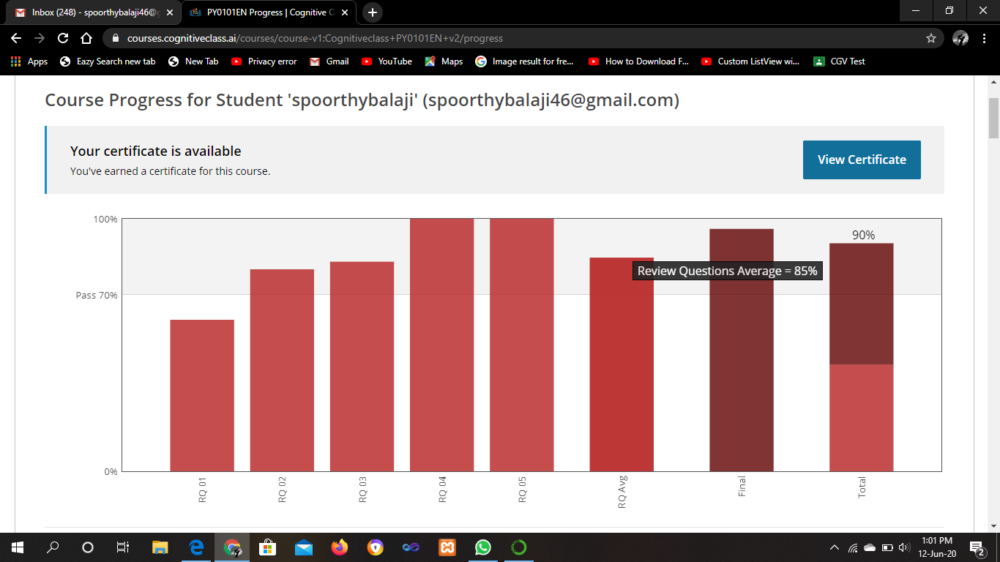 Inbox (248) - spoorthybalaji46@g
PY0101EN Progress | Cognitive C
courses.cognitiveclass.ai/courses/course-v1:Cognitiveclass+PY0101EN+v2/progress
Apps Eazy Search new tab New Tab Privacy error Gmail YouTube Maps Image result for fre... How to Download F... Custom ListView wi... CGV Test
Course Progress for Student 'spoorthybalaji' (spoorthybalaji46@gmail.com)
Your certificate is available
You've earned a certificate for this course.
View Certificate
100%
90%
Review Questions Average = 85%
Pass 70%
0%
RQ 01
RQ 02
RQ 03
RQ 04
RQ 05
RQ Avg
Final
Total
1:01 PM
12-Jun-20
2